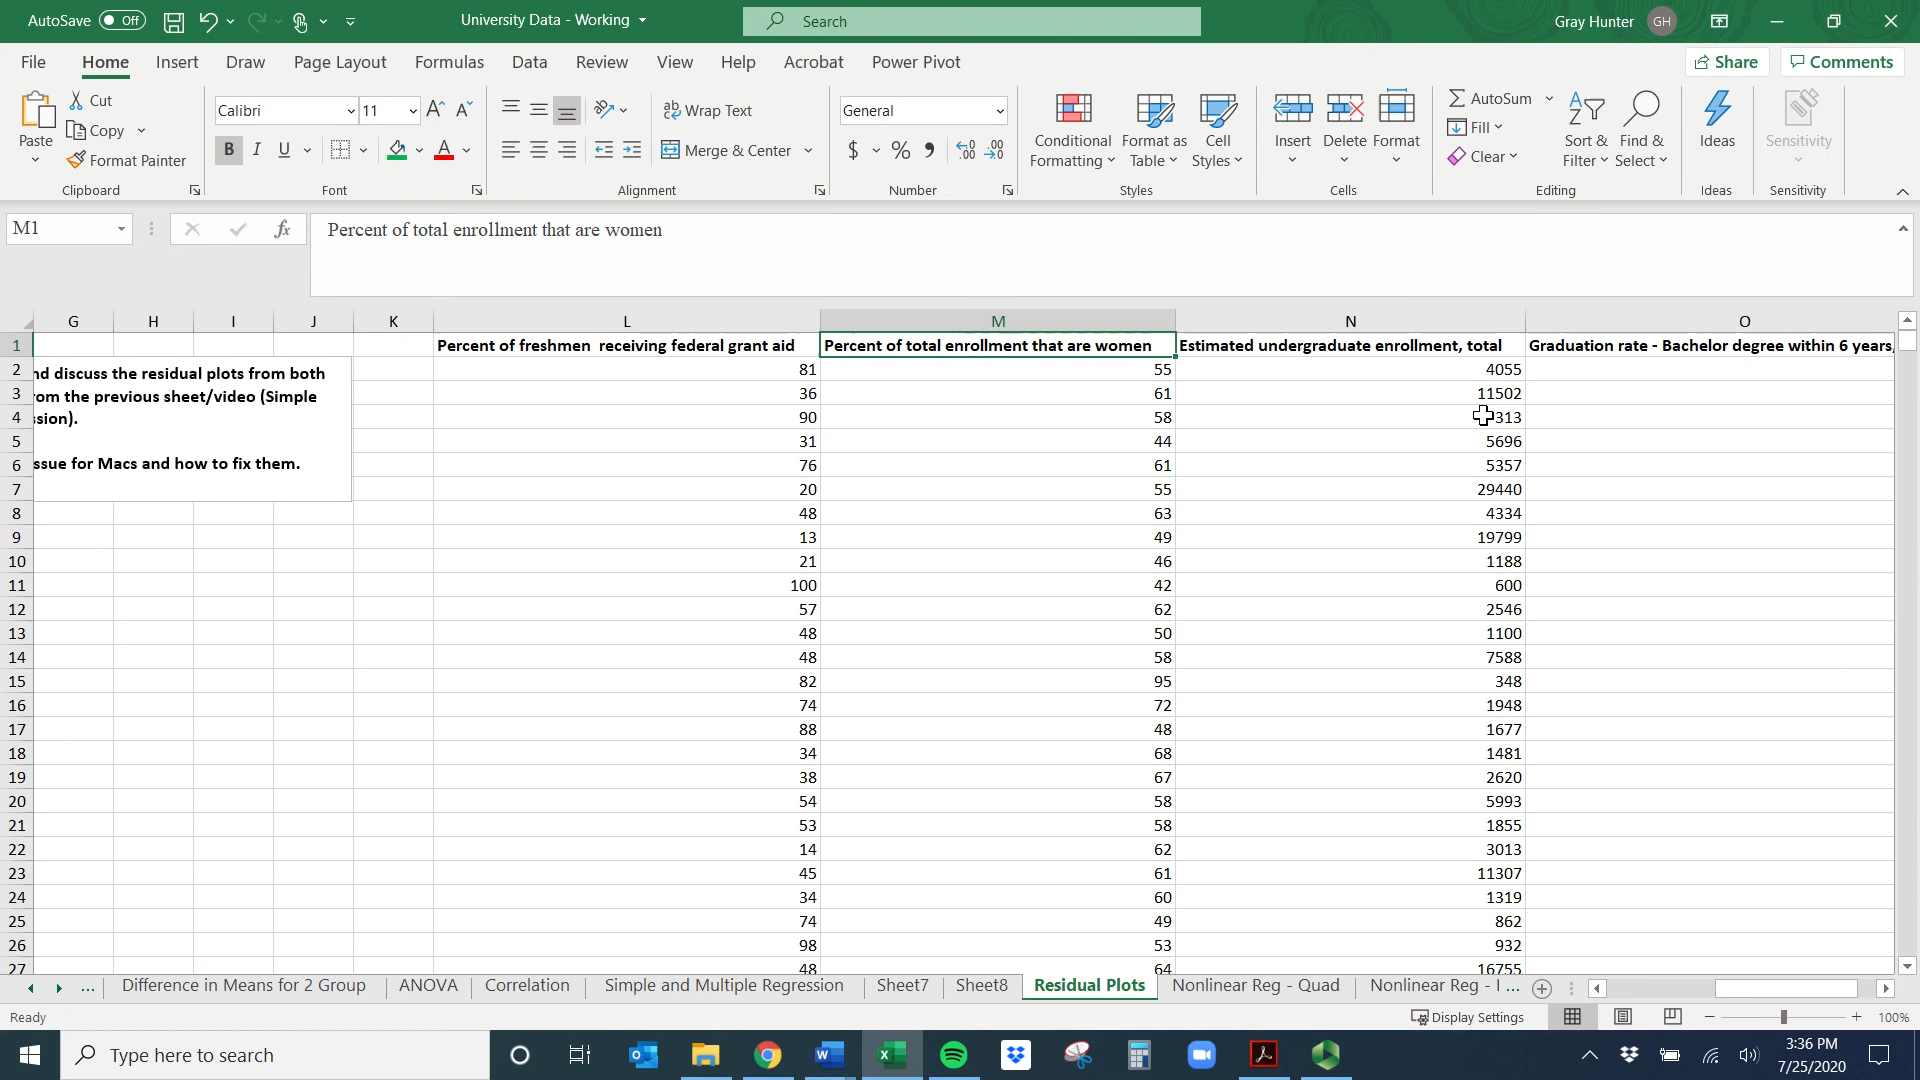 AutoSave Off University Data - Working Search Gray Hunter GH
File Home Insert Draw Page Layout Formulas Data Review View Help Acrobat Power Pivot Share Comments
Paste Cut Copy Format Painter Clipboard
Calibri 11 B I U A Font
Wrap Text Merge & Center Alignment
General $ % Number
Conditional Formatting Format as Table Cell Styles Styles
Insert Delete Format Cells
AutoSum Fill Clear Sort & Filter Find & Select Editing
Ideas Ideas
Sensitivity Sensitivity
M1 fx Percent of total enrollment that are women
G H I J K L M N O
1 Percent of freshmen receiving federal grant aid Percent of total enrollment that are women Estimated undergraduate enrollment, total Graduation rate - Bachelor degree within 6 years,
nd discuss the residual plots from both
rom the previous sheet/video (Simple
ssion).
ssue for Macs and how to fix them.
2 81 55 4055
3 36 61 11502
4 90 58 313
5 31 44 5696
6 76 61 5357
7 20 55 29440
8 48 63 4334
9 13 49 19799
10 21 46 1188
11 100 42 600
12 57 62 2546
13 48 50 1100
14 48 58 7588
15 82 95 348
16 74 72 1948
17 88 48 1677
18 34 68 1481
19 38 67 2620
20 54 58 5993
21 53 58 1855
22 14 62 3013
23 45 61 11307
24 34 60 1319
25 74 49 862
26 98 53 932
27 48 64 16755
... Difference in Means for 2 Group ANOVA Correlation Simple and Multiple Regression Sheet7 Sheet8 Residual Plots Nonlinear Reg - Quad Nonlinear Reg - ...
Ready Display Settings 100%
Type here to search 3:36 PM
7/25/2020